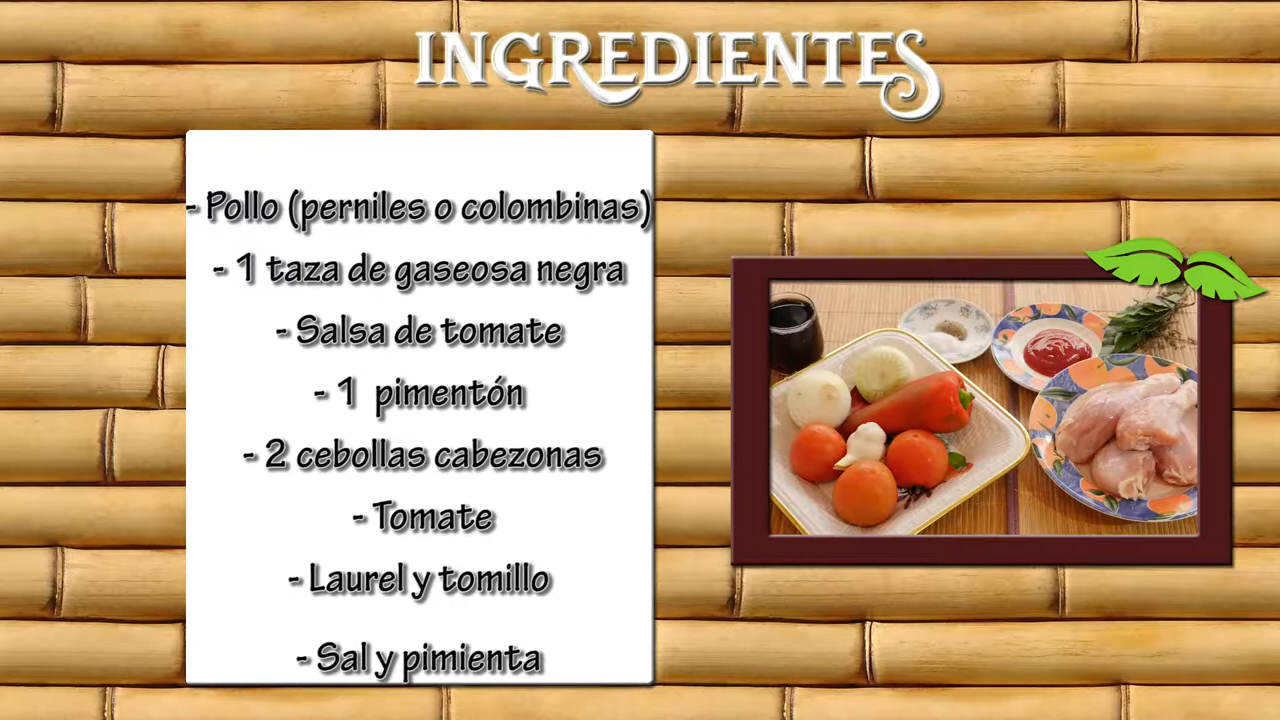 INGREDIENTES
- Pollo (perniles o colombinas)
- 1 taza de gaseosa negra
- Salsa de tomate
- 1 pimentón
- 2 cebollas cabezonas
- Tomate
- Laurel y tomillo
- Sal y pimienta